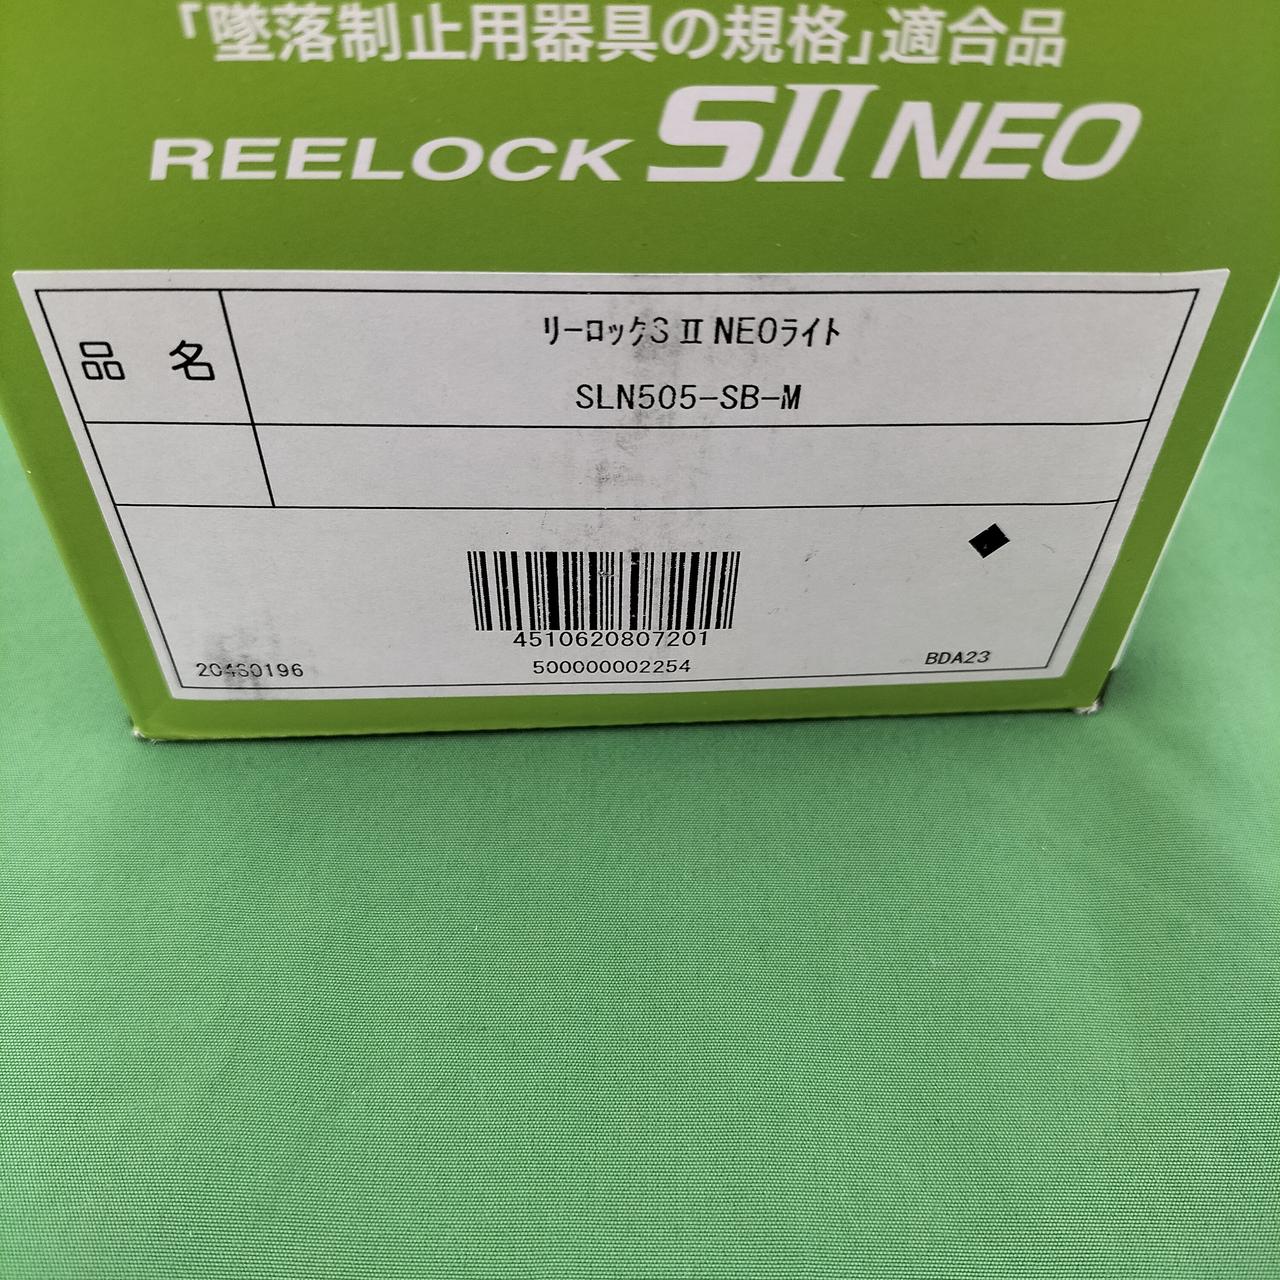 「墜落制止用器具の規格」適合品
REELOCK SⅡ NEO
品 名
リーロックSⅡNEOライト
SLN505-SB-M
4510620807201
500000002254
BDA23